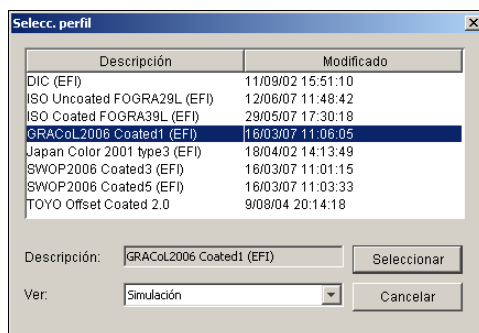 Selecc. perfil
Descripción Modificado
DIC (EFI) 11/09/02 15:51:10
ISO Uncoated FOGRA29L (EFI) 12/06/07 11:48:42
ISO Coated FOGRA39L (EFI) 29/05/07 17:30:18
GRACoL2006 Coated1 (EFI) 16/03/07 11:06:05
Japan Color 2001 type3 (EFI) 18/04/02 14:13:49
SWOP2006 Coated3 (EFI) 16/03/07 11:01:15
SWOP2006 Coated5 (EFI) 16/03/07 11:03:33
TOYO Offset Coated 2.0 9/08/04 20:14:18
Descripción: GRACoL2006 Coated1 (EFI) Seleccionar
Ver: Simulación Cancelar